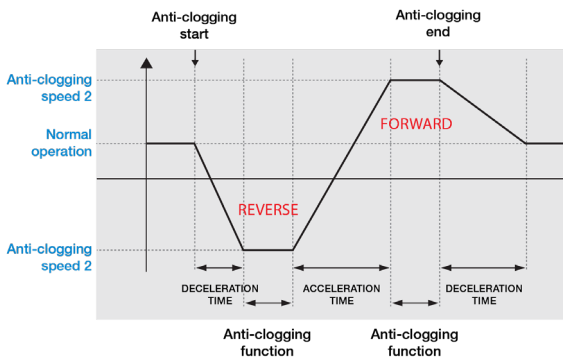 Anti-clogging
start
Anti-clogging
end
Anti-clogging
speed 2
Normal
operation
FORWARD
REVERSE
Anti-clogging
speed 2
DECELERATION
TIME
ACCELERATION
TIME
DECELERATION
TIME
Anti-clogging
function
Anti-clogging
function